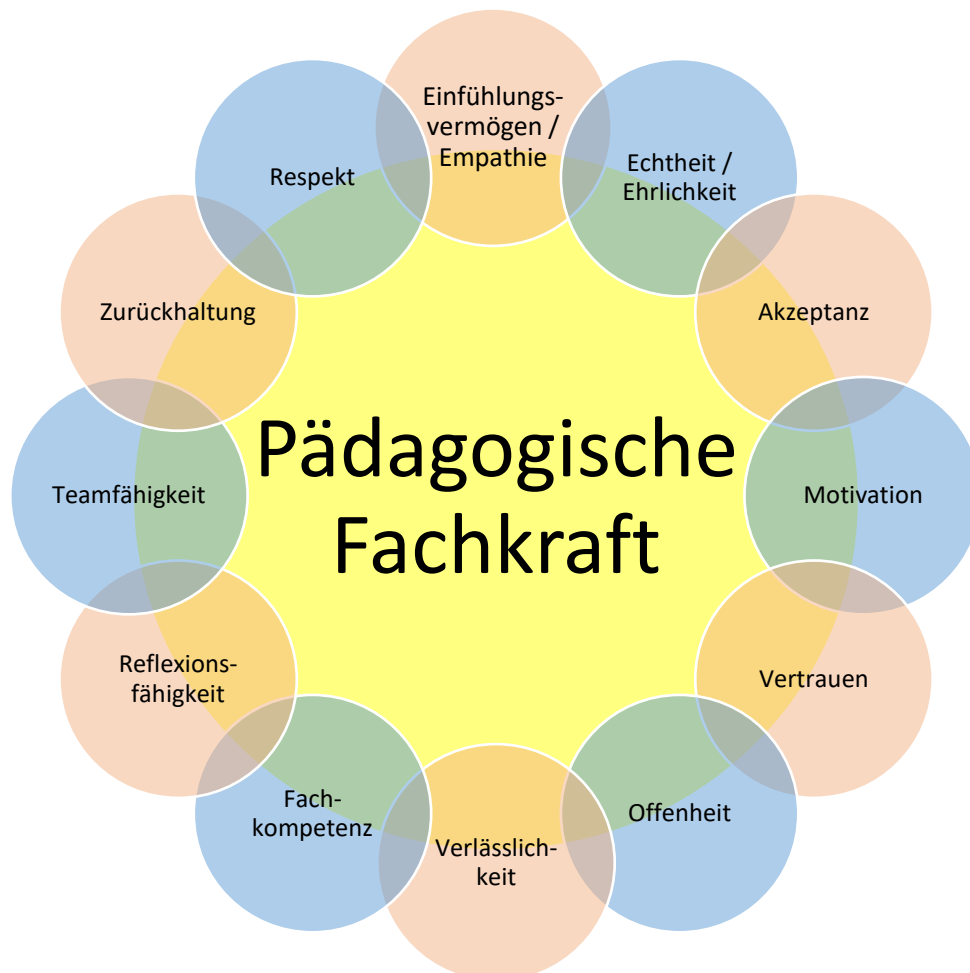 Einfühlungs-
vermögen /
Empathie
Echtheit /
Ehrlichkeit
Akzeptanz
Motivation
Vertrauen
Offenheit
Verlässlich-
keit
Fach-
kompetenz
Reflexions-
fähigkeit
Teamfähigkeit
Zurückhaltung
Respekt
Pädagogische
Fachkraft